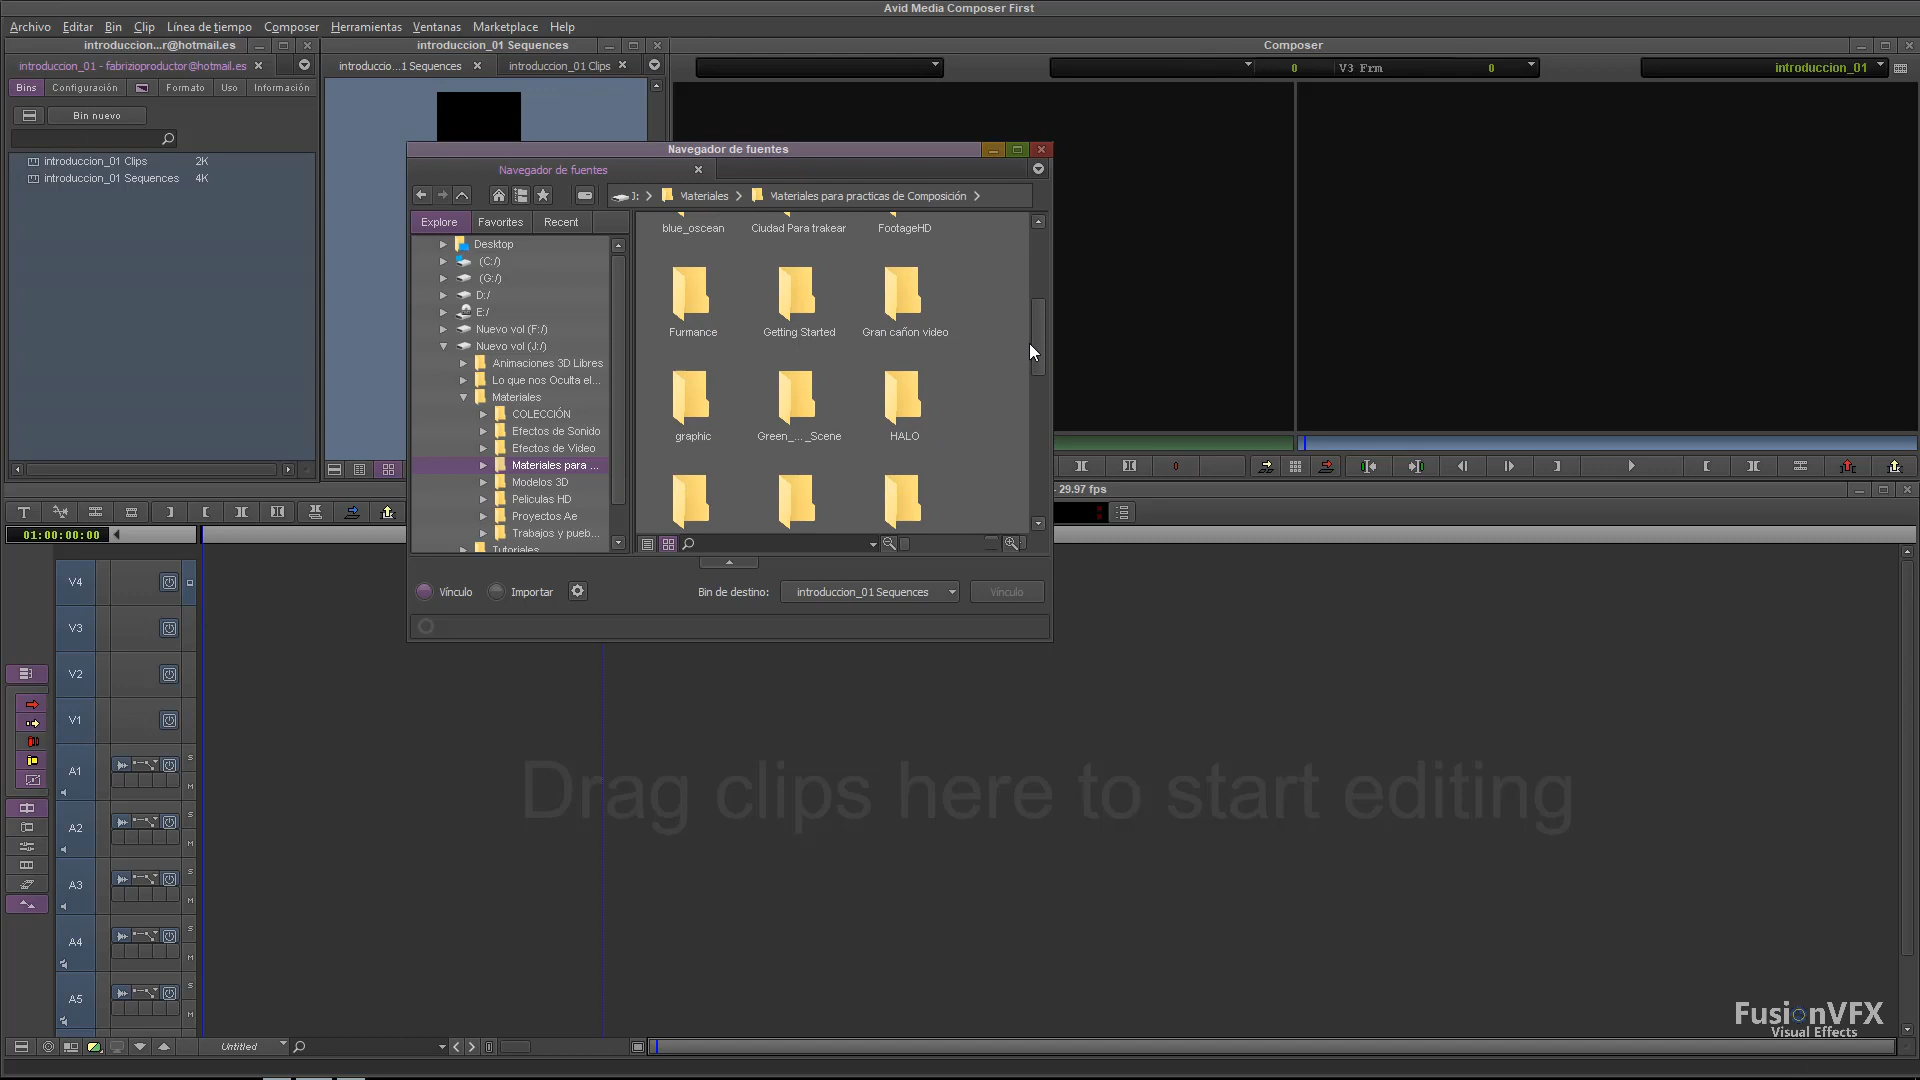 Avid Media Composer First
Archivo Editar Bin Clip Línea de tiempo Composer Herramientas Ventanas Marketplace Help
introduccion...r@hotmail.es
introduccion_01 - fabrizioproductor@hotmail.es
Bins Configuración Formato Uso Información
Bin nuevo
introduccion_01 Clips 2K
introduccion_01 Sequences 4K
introduccion_01 Sequences
introduccio...1 Sequences introduccion_01 Clips
Composer
0 V3 Frm 0 introduccion_01
Navegador de fuentes
Navegador de fuentes
J: Materiales Materiales para practicas de Composición
Explore Favorites Recent
Desktop
(C:/)
(G:/)
D:/
E:/
Nuevo vol (F:/)
Nuevo vol (J:/)
Animaciones 3D Libres
Lo que nos Oculta el...
Materiales
COLECCIÓN
Efectos de Sonido
Efectos de Video
Materiales para ...
Modelos 3D
Peliculas HD
Proyectos Ae
Trabajos y pueb...
Tutoriales
blue_oscean Ciudad Para trakear FootageHD
Furmance Getting Started Gran cañon video
graphic Green_..._Scene HALO
Vínculo Importar Bin de destino: introduccion_01 Sequences Vínculo
0
- 29.97 fps
T
01:00:00:00
V4
V3
V2
V1
A1 S M
A2 S M
A3 S M
A4 S M
A5 S M
Drag clips here to start editing
Untitled
FusionVFX
Visual Effects